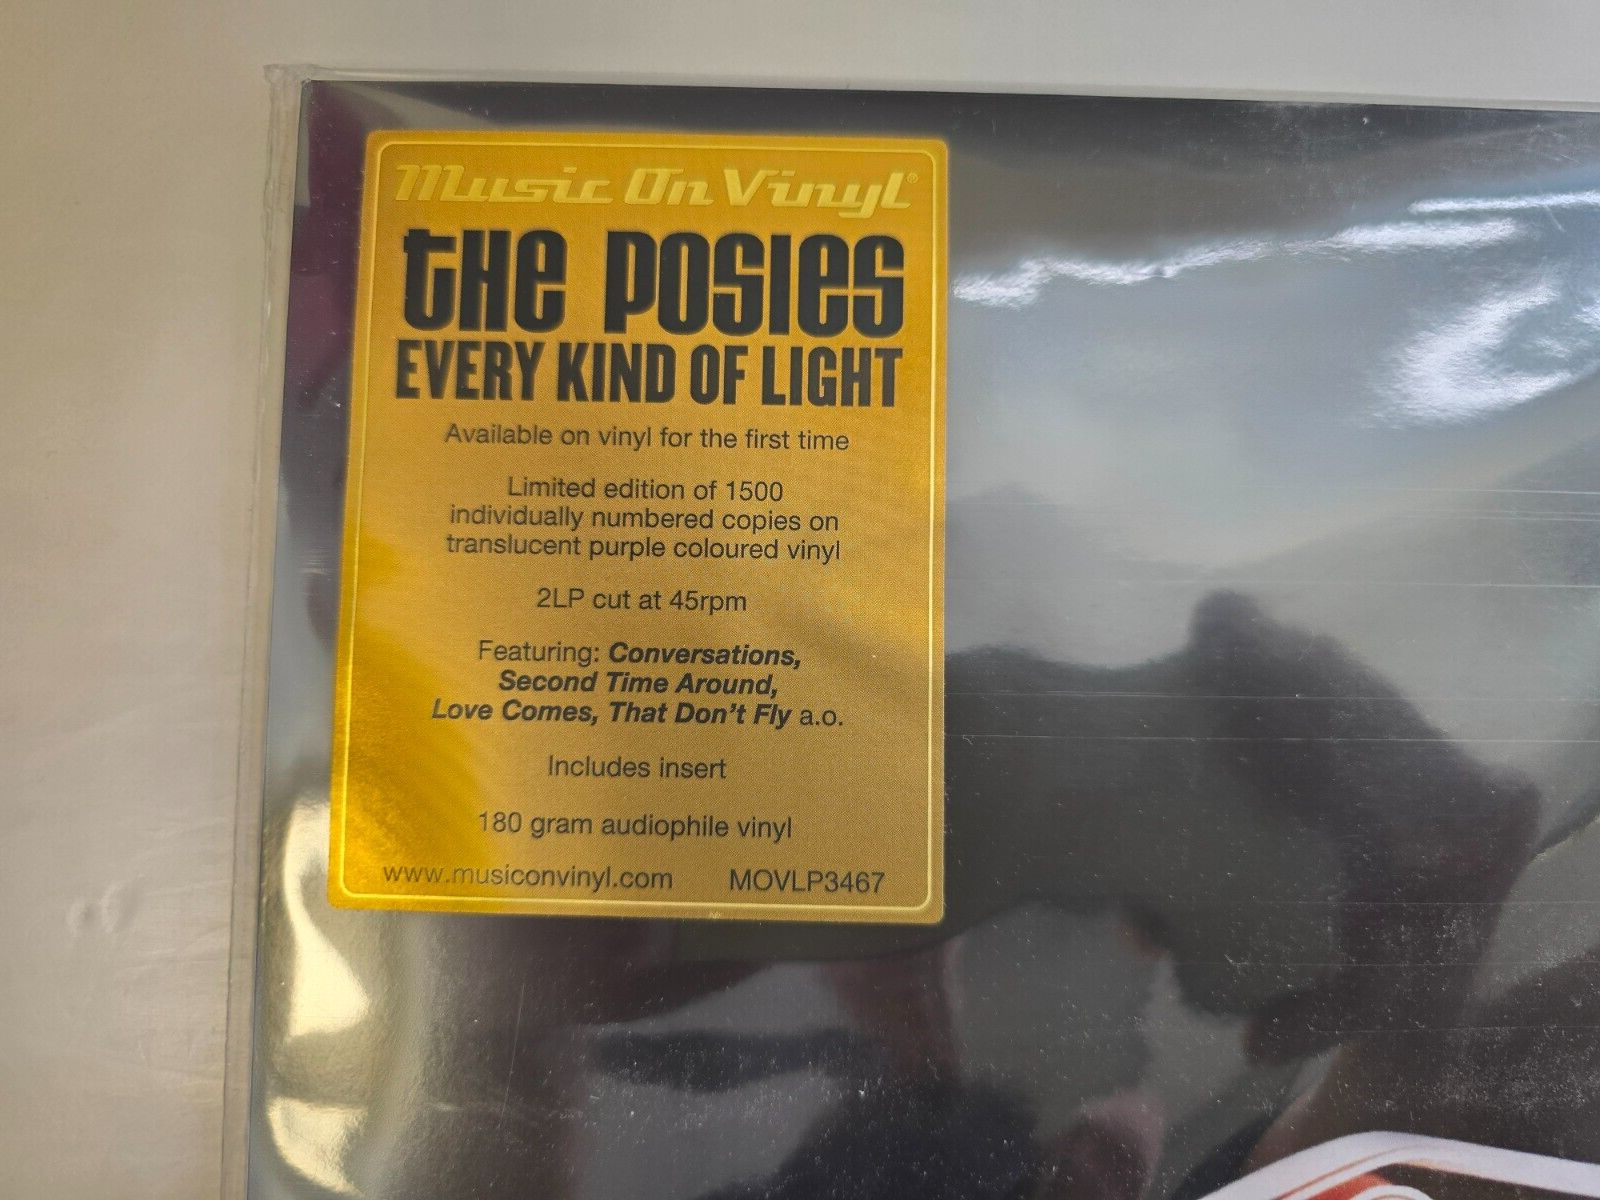 Music On Vinyl®
THE POSIES
EVERY KIND OF LIGHT
Available on vinyl for the first time
Limited edition of 1500
individually numbered copies on
translucent purple coloured vinyl
2LP cut at 45rpm
Featuring: Conversations,
Second Time Around,
Love Comes, That Don't Fly a.o.
Includes insert
180 gram audiophile vinyl
www.musiconvinyl.com MOVLP3467